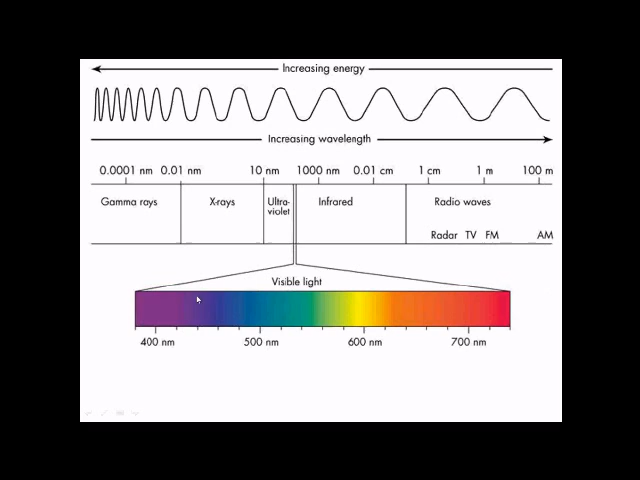 Increasing energy
Increasing wavelength
0.0001 nm 0.01 nm 10 nm 1000 nm 0.01 cm 1 cm 1 m 100 m
Gamma rays X-rays Ultra- Infrared Radio waves
violet
Radar TV FM AM
Visible light
400 nm 500 nm 600 nm 700 nm